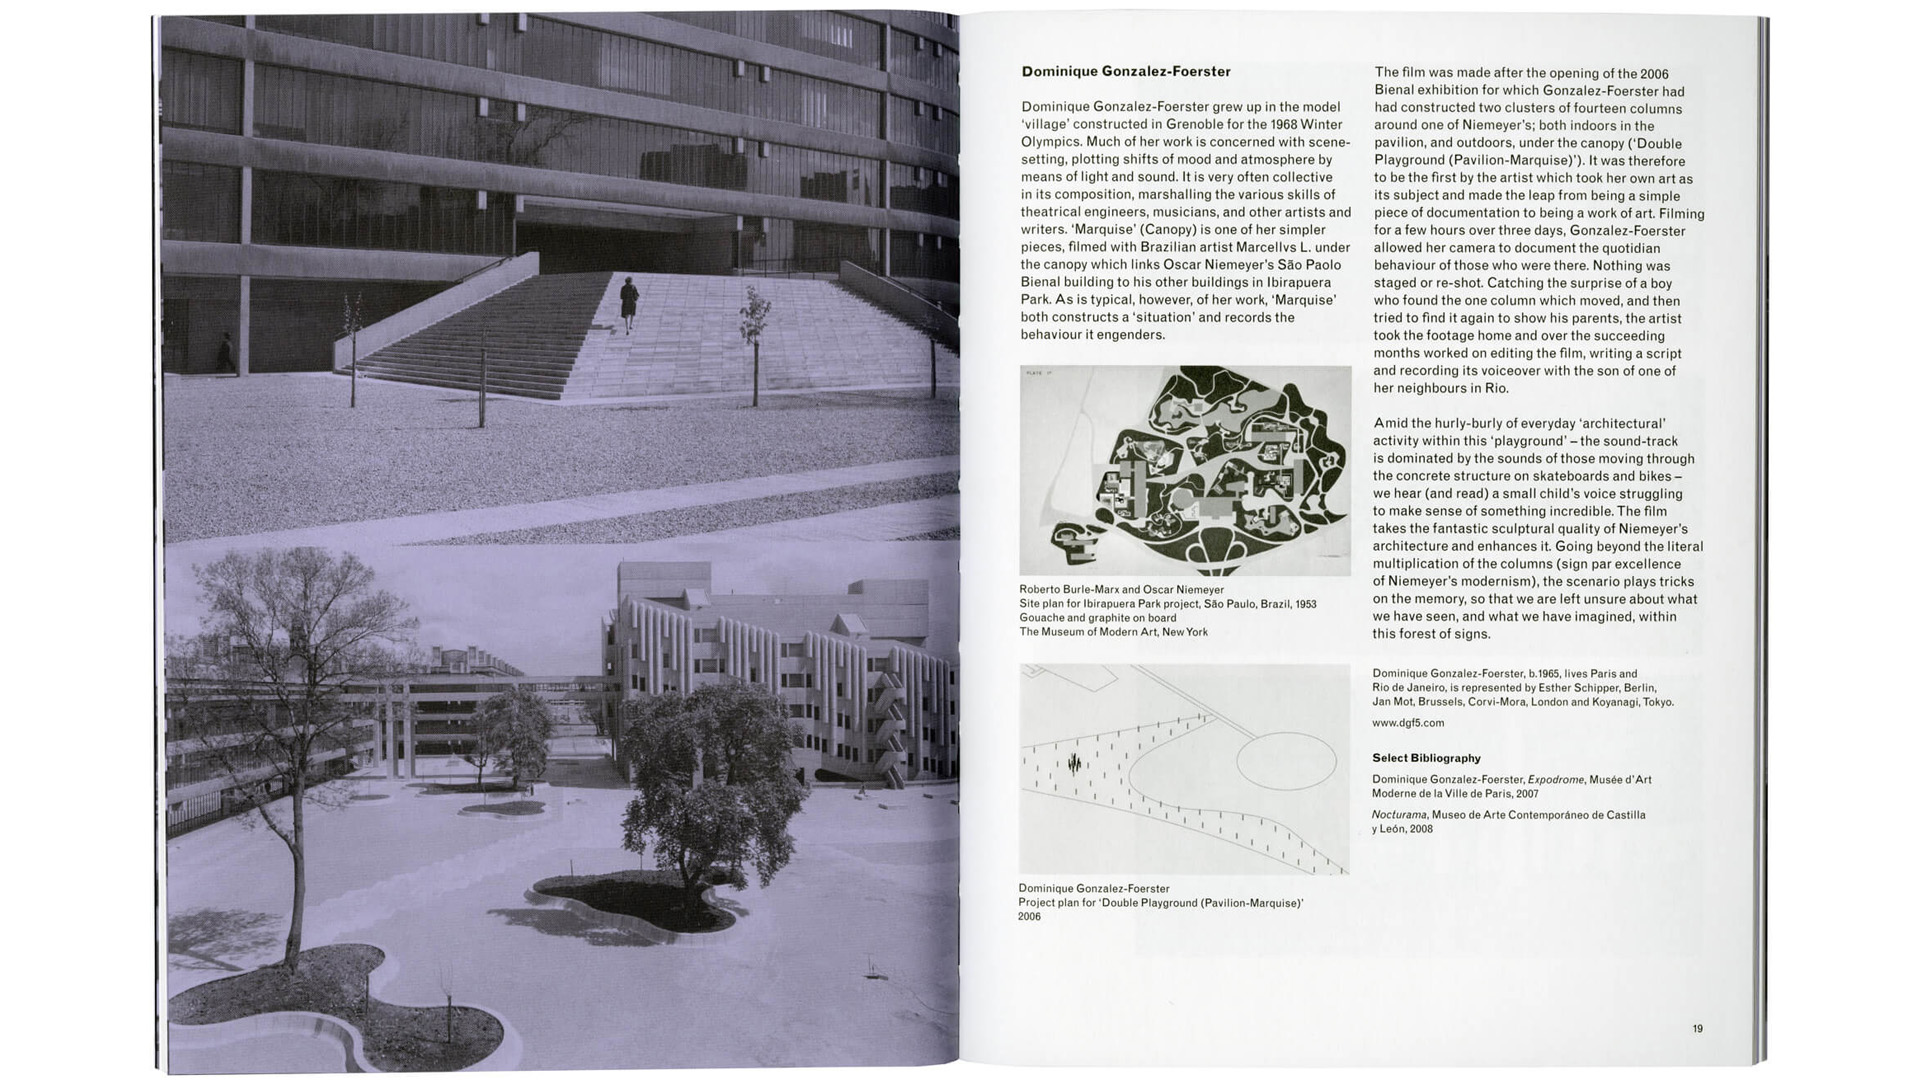 Dominique Gonzalez-Foerster
Dominique Gonzalez-Foerster grew up in the model
‘village’ constructed in Grenoble for the 1968 Winter
Olympics. Much of her work is concerned with scene-
setting, plotting shifts of mood and atmosphere by
means of light and sound. It is very often collective
in its composition, marshalling the various skills of
theatrical engineers, musicians, and other artists and
writers. ‘Marquise’ (Canopy) is one of her simpler
pieces, filmed with Brazilian artist Marcellvs L. under
the canopy which links Oscar Niemeyer’s São Paolo
Bienal building to his other buildings in Ibirapuera
Park. As is typical, however, of her work, ‘Marquise’
both constructs a ‘situation’ and records the
behaviour it engenders.
Roberto Burle-Marx and Oscar Niemeyer
Site plan for Ibirapuera Park project, São Paulo, Brazil, 1953
Gouache and graphite on board
The Museum of Modern Art, New York
Dominique Gonzalez-Foerster
Project plan for ‘Double Playground (Pavilion-Marquise)’
2006
The film was made after the opening of the 2006
Bienal exhibition for which Gonzalez-Foerster had
had constructed two clusters of fourteen columns
around one of Niemeyer’s; both indoors in the
pavilion, and outdoors, under the canopy (‘Double
Playground (Pavilion-Marquise)’). It was therefore
to be the first by the artist which took her own art as
its subject and made the leap from being a simple
piece of documentation to being a work of art. Filming
for a few hours over three days, Gonzalez-Foerster
allowed her camera to document the quotidian
behaviour of those who were there. Nothing was
staged or re-shot. Catching the surprise of a boy
who found the one column which moved, and then
tried to find it again to show his parents, the artist
took the footage home and over the succeeding
months worked on editing the film, writing a script
and recording its voiceover with the son of one of
her neighbours in Rio.
Amid the hurly-burly of everyday ‘architectural’
activity within this ‘playground’ – the sound-track
is dominated by the sounds of those moving through
the concrete structure on skateboards and bikes –
we hear (and read) a small child’s voice struggling
to make sense of something incredible. The film
takes the fantastic sculptural quality of Niemeyer’s
architecture and enhances it. Going beyond the literal
multiplication of the columns (sign par excellence
of Niemeyer’s modernism), the scenario plays tricks
on the memory, so that we are left unsure about what
we have seen, and what we have imagined, within
this forest of signs.
Dominique Gonzalez-Foerster, b.1965, lives Paris and
Rio de Janeiro, is represented by Esther Schipper, Berlin,
Jan Mot, Brussels, Corvi-Mora, London and Koyanagi, Tokyo.
www.dgf5.com
Select Bibliography
Dominique Gonzalez-Foerster, Expodrome, Musée d’Art
Moderne de la Ville de Paris, 2007
Nocturama, Museo de Arte Contemporáneo de Castilla
y León, 2008
19